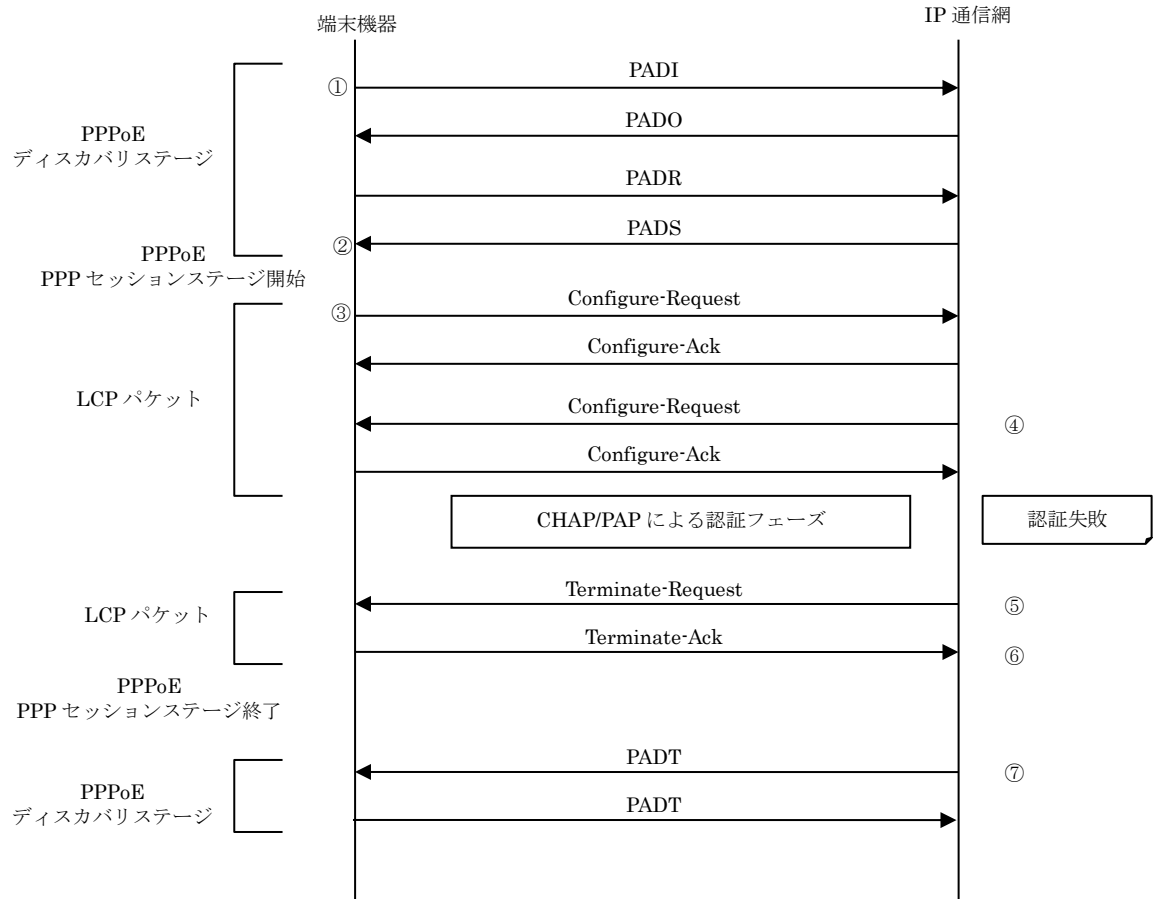 端末機器
IP 通信網
PADI
①
PADO
PPPoE
ディスカバリステージ
PADR
PADS
②
PPPoE
PPP セッションステージ開始
Configure-Request
③
Configure-Ack
LCP パケット
Configure-Request
④
Configure-Ack
CHAP/PAP による認証フェーズ
認証失敗
Terminate-Request
⑤
LCP パケット
Terminate-Ack
⑥
PPPoE
PPP セッションステージ終了
PADT
⑦
PPPoE
ディスカバリステージ
PADT